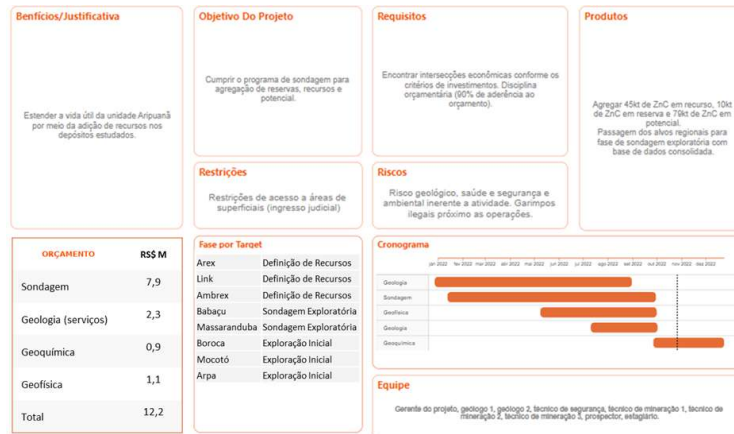 Benfícios/Justificativa
Estender a vida útil da unidade Aripuanã
por meio da adição de recursos nos
depósitos estudados.
Objetivo Do Projeto
Cumprir o programa de sondagem para
agregação de reservas, recursos e
potencial.
Requisitos
Encontrar intersecções econômicas conforme os
critérios de investimentos. Disciplina
orçamentária (90% de aderência ao
orçamento).
Produtos
Agregar 45kt de ZnC em recurso, 10kt
de ZnC em reserva e 79kt de ZnC em
potencial.
Passagem dos alvos regionais para
fase de sondagem exploratória com
base de dados consolidada.
Restrições
Restrições de acesso a áreas de
superficiais (ingresso judicial)
Riscos
Risco geológico, saúde e segurança e
ambiental inerente a atividade. Garimpos
ilegais próximo as operações.
ORÇAMENTO RS$ M
Sondagem 7,9
Geologia (serviços) 2,3
Geoquímica 0,9
Geofísica 1,1
Total 12,2
Fase por Target
Arex Definição de Recursos
Link Definição de Recursos
Ambrex Definição de Recursos
Babaçu Sondagem Exploratória
Massaranduba Sondagem Exploratória
Boroca Exploração Inicial
Mocotó Exploração Inicial
Arpa Exploração Inicial
Cronograma
jan 2022 fev 2022 mar 2022 abr 2022 mai 2022 jun 2022 jul 2022 ago 2022 set 2022 out 2022 nov 2022 dez 2022
Geologia
Sondagem
Geofísica
Geologia
Geoquímica
Equipe
Gerente do projeto, geólogo 1, geólogo 2, técnico de segurança, técnico de mineração 1, técnico de
mineração 2, técnico de mineração 3, prospector, estagiário.